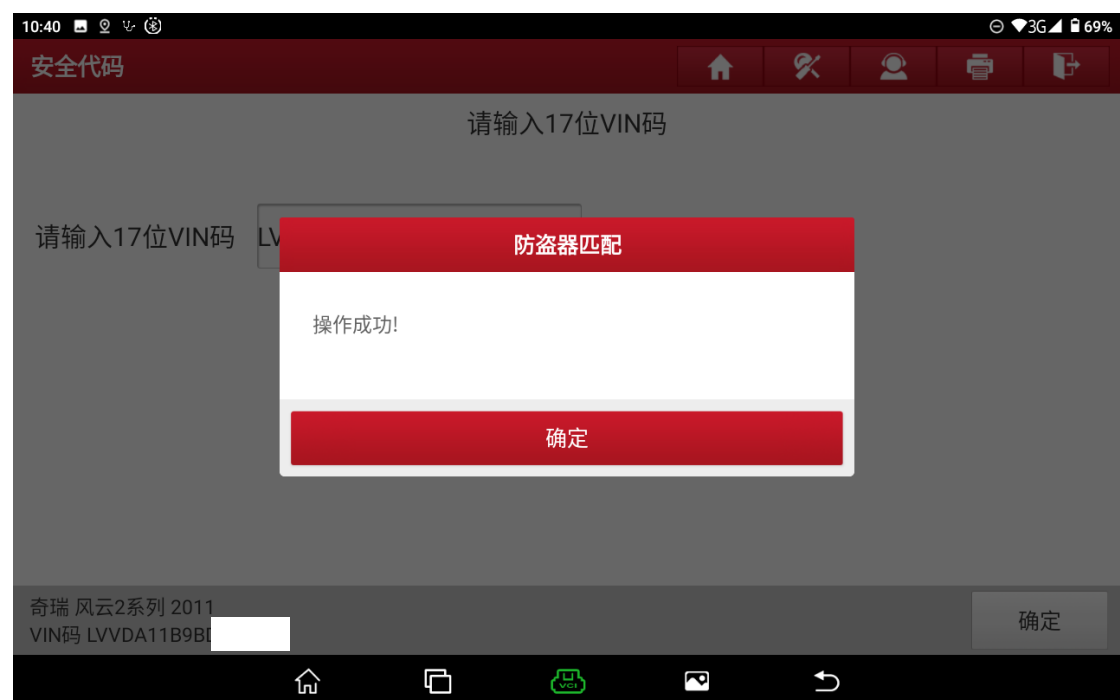 10:40
3G
69%
安全代码
请输入17位VIN码
请输入17位VIN码 LV
防盗器匹配
操作成功!
确定
奇瑞 风云2系列 2011
VIN码 LVVDA11B9B
确定
VCI